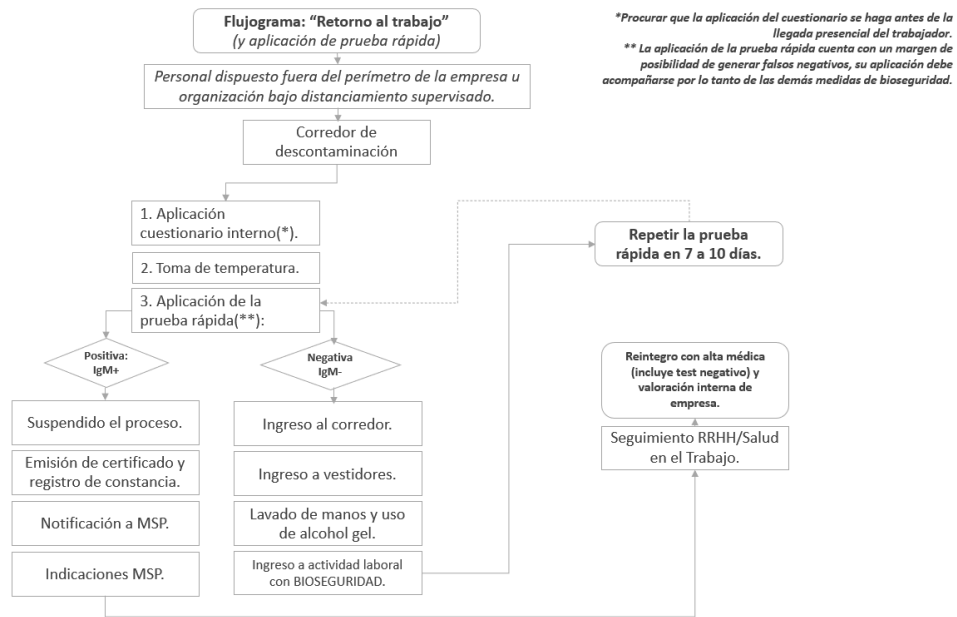 Flujograma: “Retorno al trabajo”
(y aplicación de prueba rápida)
*Procurar que la aplicación del cuestionario se haga antes de la
llegada presencial del trabajador.
** La aplicación de la prueba rápida cuenta con un margen de
posibilidad de generar falsos negativos, su aplicación debe
acompañarse por lo tanto de las demás medidas de bioseguridad.
Personal dispuesto fuera del perímetro de la empresa u
organización bajo distanciamiento supervisado.
Corredor de
descontaminación
1. Aplicación
cuestionario interno(*).
2. Toma de temperatura.
3. Aplicación de la
prueba rápida(**):
Repetir la prueba
rápida en 7 a 10 días.
Positiva:
IgM+
Negativa
IgM-
Suspendido el proceso.
Emisión de certificado y
registro de constancia.
Notificación a MSP.
Indicaciones MSP.
Ingreso al corredor.
Ingreso a vestidores.
Lavado de manos y uso
de alcohol gel.
Ingreso a actividad laboral
con BIOSEGURIDAD.
Reintegro con alta médica
(incluye test negativo) y
valoración interna de
empresa.
Seguimiento RRHH/Salud
en el Trabajo.